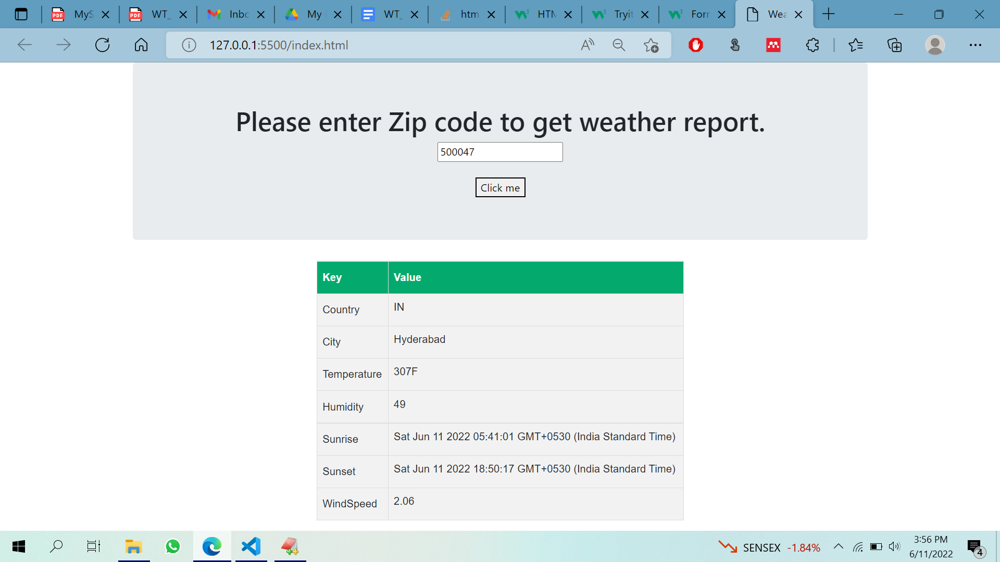 MyS WT_ Inbo My WT_ htm HTM Tryit Forr Wea
127.0.0.1:5500/index.html
Please enter Zip code to get weather report.
500047
Click me
Key Value
Country IN
City Hyderabad
Temperature 307F
Humidity 49
Sunrise Sat Jun 11 2022 05:41:01 GMT+0530 (India Standard Time)
Sunset Sat Jun 11 2022 18:50:17 GMT+0530 (India Standard Time)
WindSpeed 2.06
SENSEX -1.84%
3:56 PM
6/11/2022
4